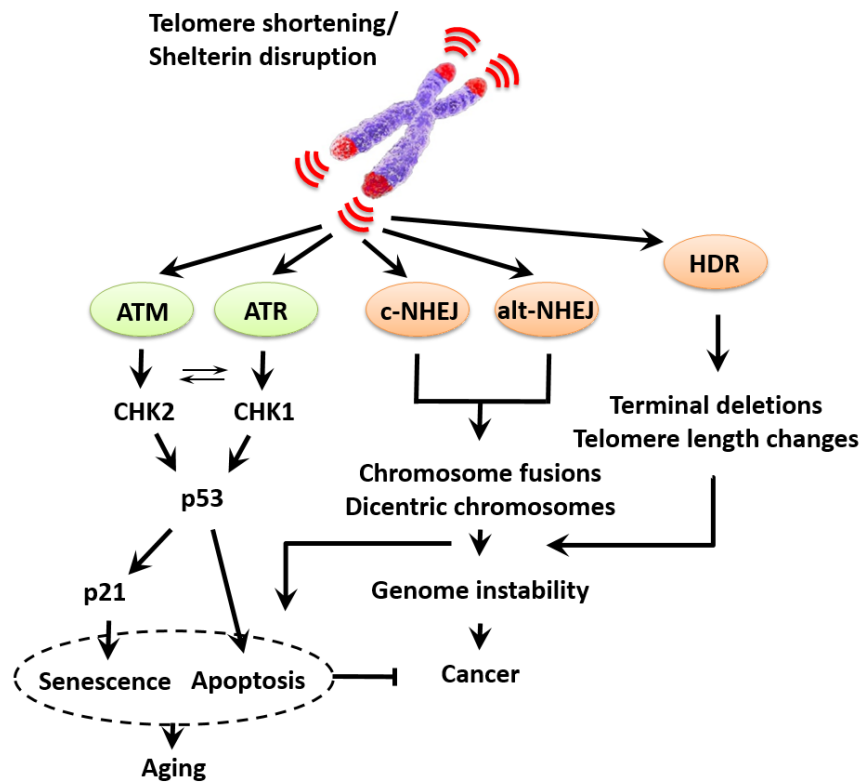 Telomere shortening/
Shelterin disruption
HDR
ATM
ATR
c-NHEJ
alt-NHEJ
CHK2
CHK1
Terminal deletions
Telomere length changes
Chromosome fusions
Dicentric chromosomes
p53
p21
Genome instability
Senescence
Apoptosis
Cancer
Aging